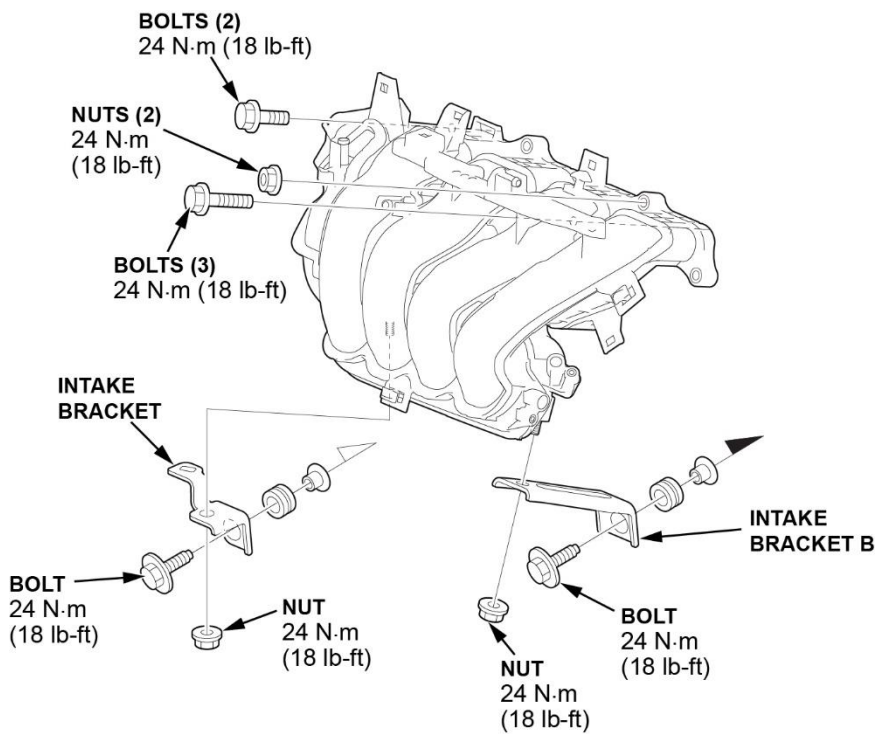 BOLTS (2)
24 N·m (18 lb-ft)
NUTS (2)
24 N·m
(18 lb-ft)
BOLTS (3)
24 N·m (18 lb-ft)
INTAKE
BRACKET
BOLT
24 N·m
(18 lb-ft)
NUT
24 N·m
(18 lb-ft)
INTAKE
BRACKET B
BOLT
24 N·m
(18 lb-ft)
NUT
24 N·m
(18 lb-ft)